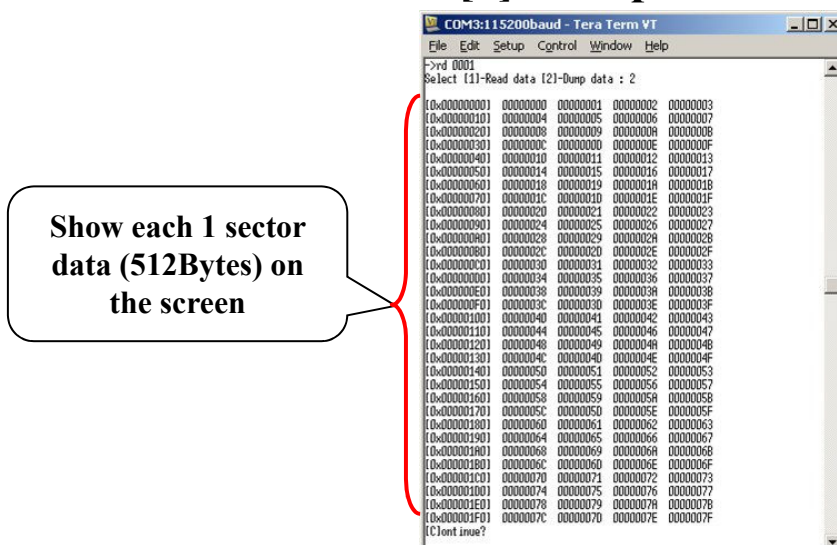 COM3:115200baud - Tera Term VT
File Edit Setup Control Window Help
->rd 0001
Select [1]-Read data [2]-Dump data : 2
[0x00000000] 00000000 00000001 00000002 00000003
[0x00000010] 00000004 00000005 00000006 00000007
[0x00000020] 00000008 00000009 0000000A 0000000B
[0x00000030] 0000000C 0000000D 0000000E 0000000F
[0x00000040] 00000010 00000011 00000012 00000013
[0x00000050] 00000014 00000015 00000016 00000017
[0x00000060] 00000018 00000019 0000001A 0000001B
[0x00000070] 0000001C 0000001D 0000001E 0000001F
[0x00000080] 00000020 00000021 00000022 00000023
[0x00000090] 00000024 00000025 00000026 00000027
[0x000000A0] 00000028 00000029 0000002A 0000002B
[0x000000B0] 0000002C 0000002D 0000002E 0000002F
[0x000000C0] 00000030 00000031 00000032 00000033
[0x000000D0] 00000034 00000035 00000036 00000037
[0x000000E0] 00000038 00000039 0000003A 0000003B
[0x000000F0] 0000003C 0000003D 0000003E 0000003F
[0x00000100] 00000040 00000041 00000042 00000043
[0x00000110] 00000044 00000045 00000046 00000047
[0x00000120] 00000048 00000049 0000004A 0000004B
[0x00000130] 0000004C 0000004D 0000004E 0000004F
[0x00000140] 00000050 00000051 00000052 00000053
[0x00000150] 00000054 00000055 00000056 00000057
[0x00000160] 00000058 00000059 0000005A 0000005B
[0x00000170] 0000005C 0000005D 0000005E 0000005F
[0x00000180] 00000060 00000061 00000062 00000063
[0x00000190] 00000064 00000065 00000066 00000067
[0x000001A0] 00000068 00000069 0000006A 0000006B
[0x000001B0] 0000006C 0000006D 0000006E 0000006F
[0x000001C0] 00000070 00000071 00000072 00000073
[0x000001D0] 00000074 00000075 00000076 00000077
[0x000001E0] 00000078 00000079 0000007A 0000007B
[0x000001F0] 0000007C 0000007D 0000007E 0000007F
[C]ontinue?
Show each 1 sector
data (512Bytes) on
the screen